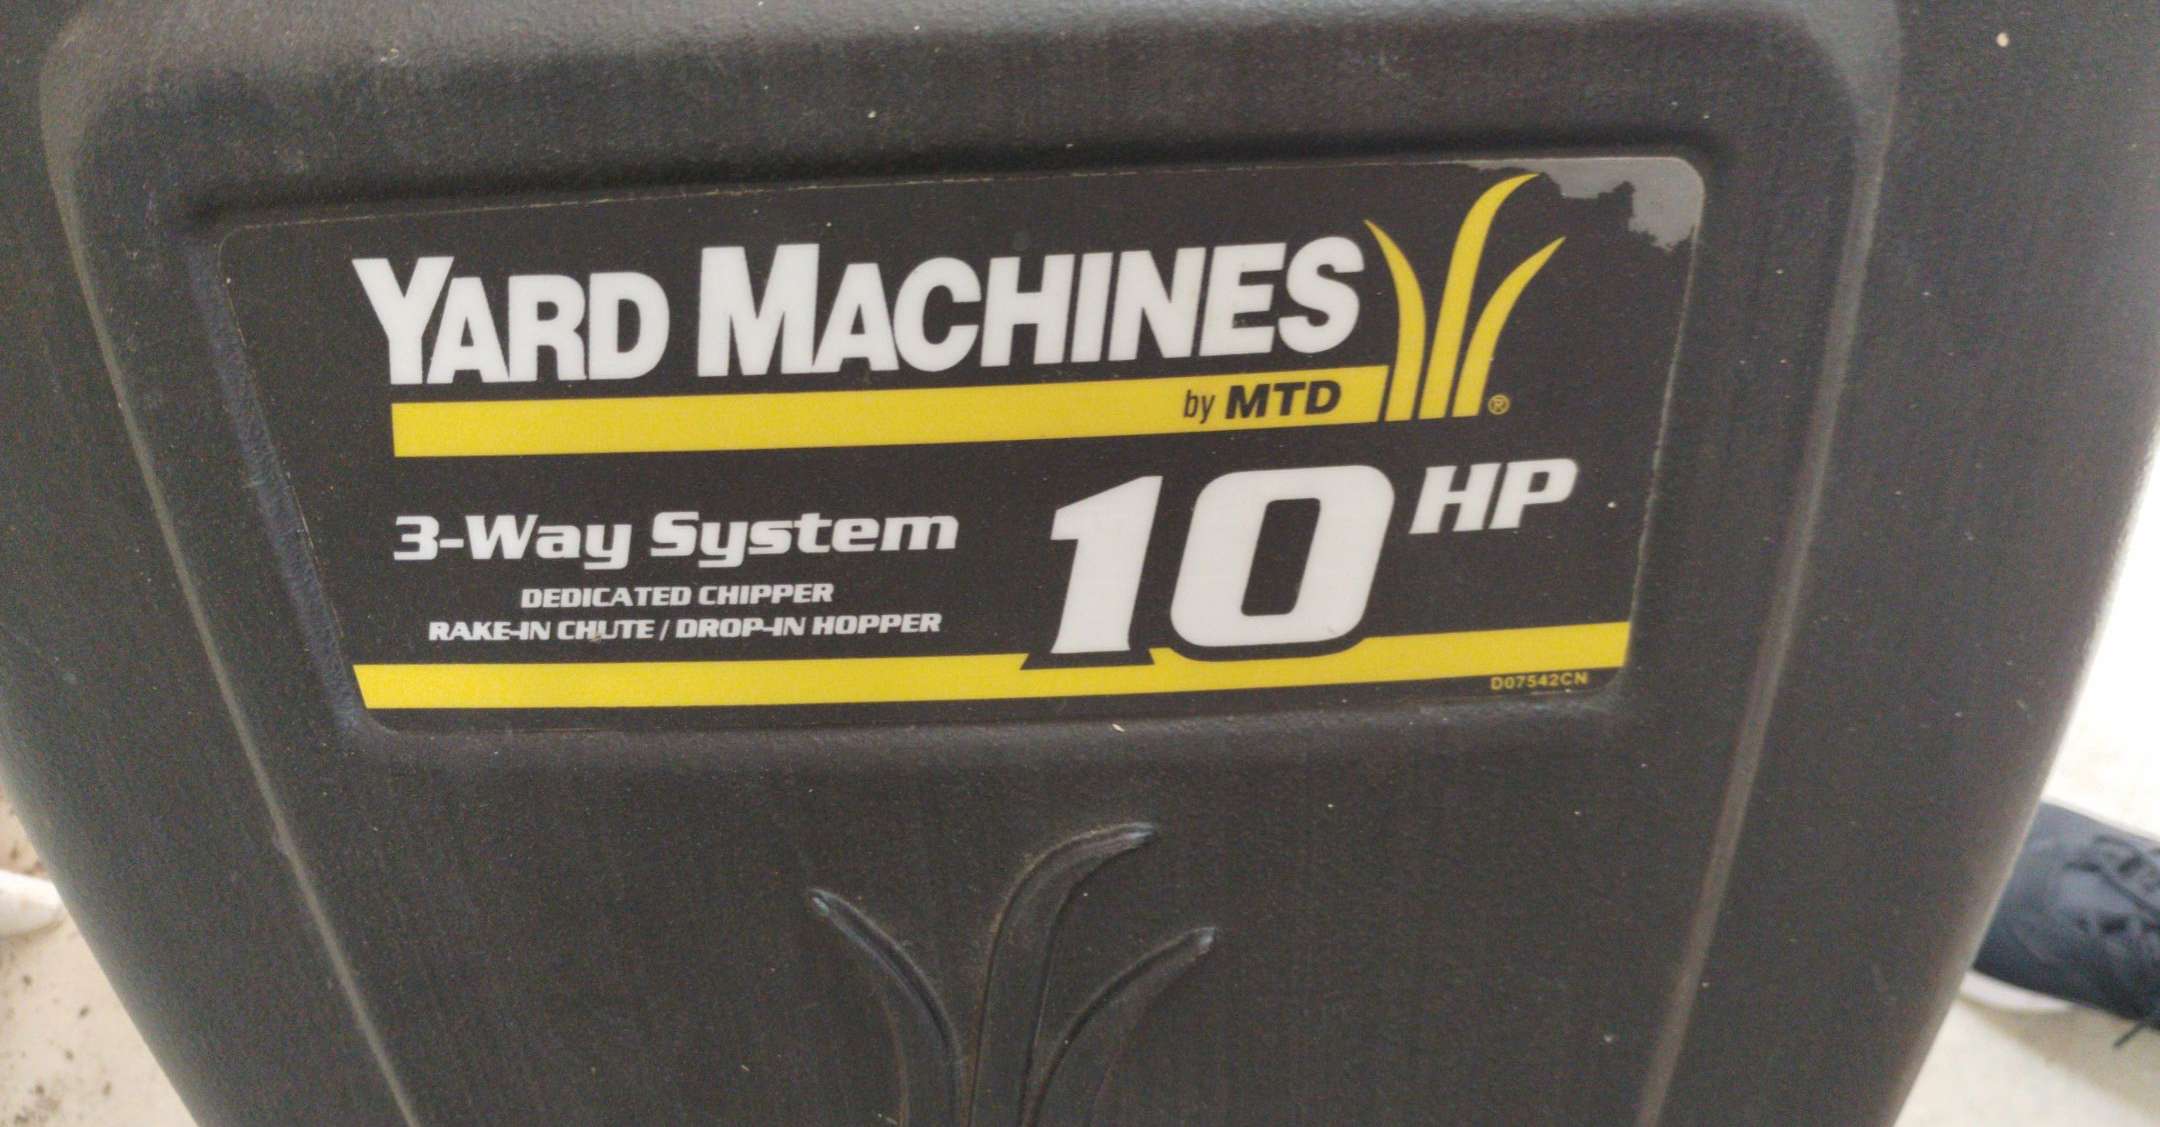 YARD MACHINES
by MTD ®
3-Way System
10 HP
DEDICATED CHIPPER
RAKE-IN CHUTE / DROP-IN HOPPER
D07542CN